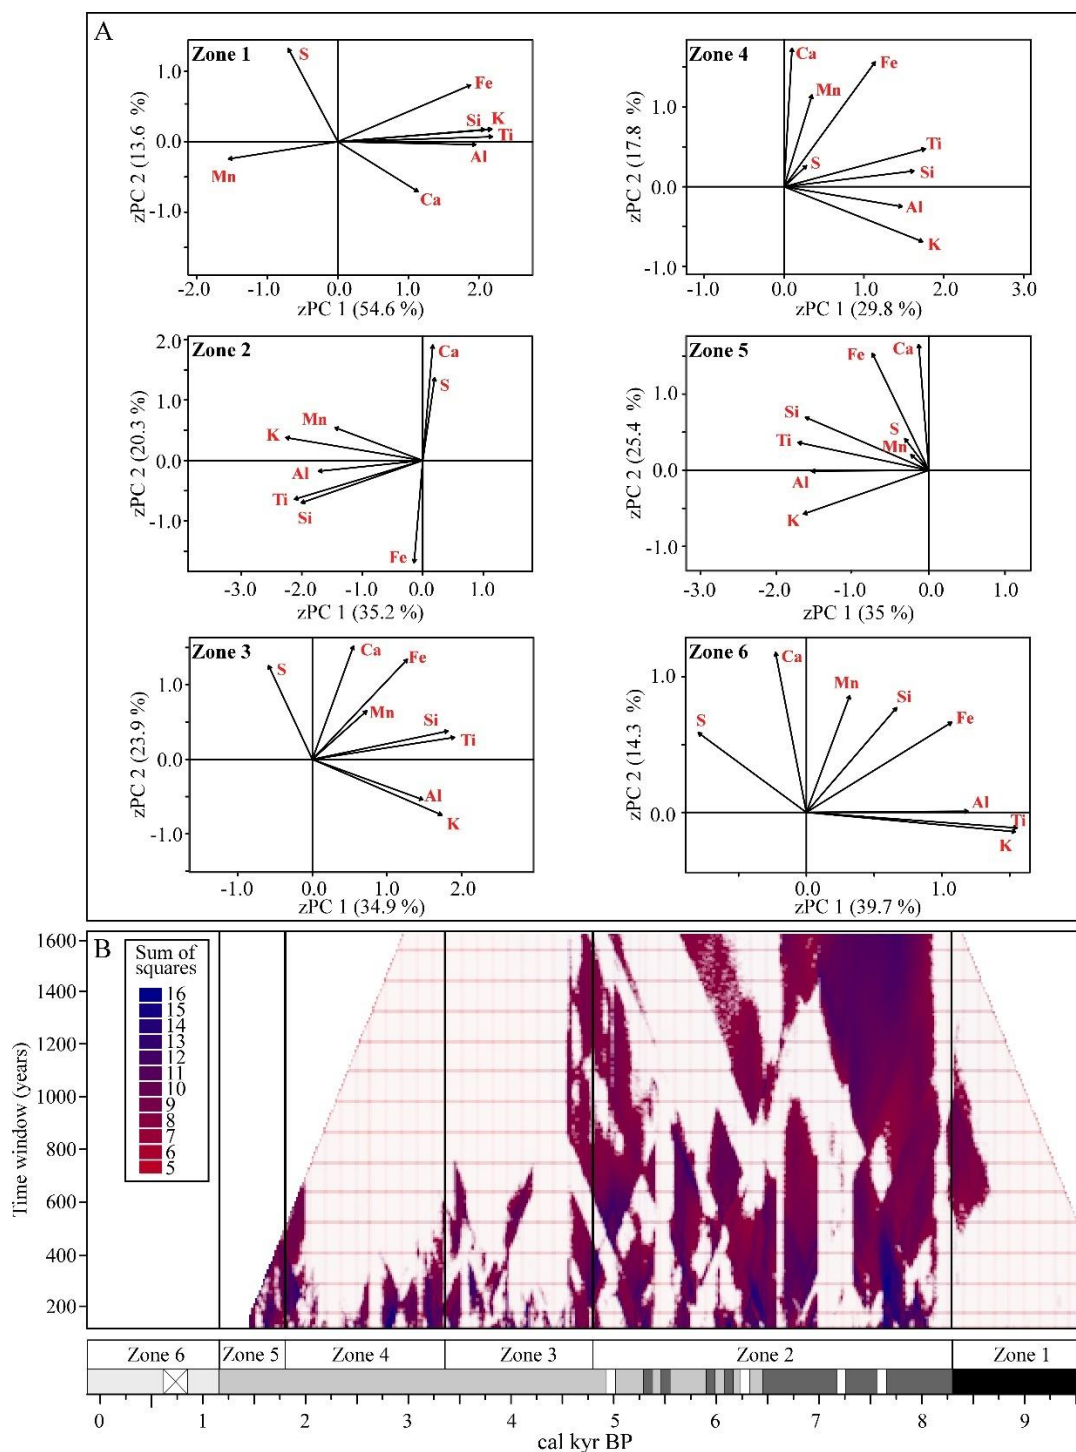 A
Zone 1
S
Fe
Si K
Ti
Al
Mn
Ca
1.0
0.0
-1.0
zPC 2 (13.6 %)
-2.0 -1.0 0.0 1.0 2.0
zPC 1 (54.6 %)
Zone 4
Ca
Fe
Mn
Ti
S
Si
Al
K
1.0
0.0
-1.0
zPC 2 (17.8 %)
-1.0 0.0 1.0 2.0 3.0
zPC 1 (29.8 %)
Zone 2
Ca
S
Mn
K
Al
Ti
Si
Fe
2.0
1.0
0.0
-1.0
zPC 2 (20.3 %)
-3.0 -2.0 -1.0 0.0 1.0
zPC 1 (35.2 %)
Zone 5
Fe
Ca
Si
S
Ti
Mn
Al
K
1.0
0.0
-1.0
zPC 2 (25.4 %)
-3.0 -2.0 -1.0 0.0 1.0
zPC 1 (35 %)
Zone 3
S
Ca
Fe
Mn
Si
Ti
Al
K
1.0
0.0
-1.0
zPC 2 (23.9 %)
-1.0 0.0 1.0 2.0
zPC 1 (34.9 %)
Zone 6
Ca
Mn
Si
S
Fe
Al
Ti
K
1.0
0.0
zPC 2 (14.3 %)
0.0 1.0
zPC 1 (39.7 %)
B
Sum of
squares
16
15
14
13
12
11
10
9
8
7
6
5
1600
1400
1200
1000
800
600
400
200
Time window (years)
Zone 6 Zone 5 Zone 4 Zone 3 Zone 2 Zone 1
0 1 2 3 4 5 6 7 8 9
cal kyr BP